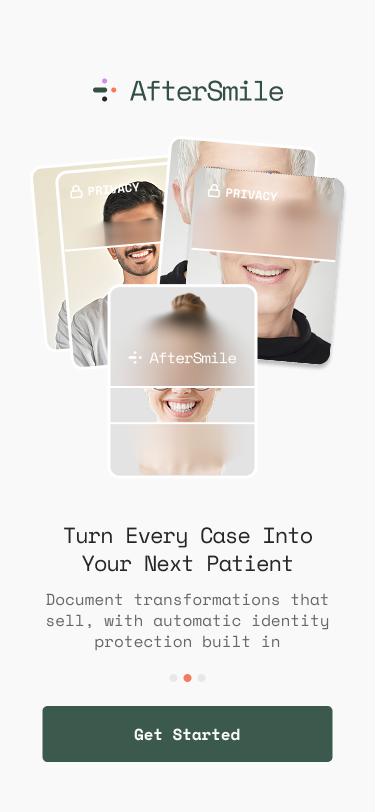 AfterSmile
PRIVACY
PRIVACY
AfterSmile
Turn Every Case Into
Your Next Patient
Document transformations that
sell, with automatic identity
protection built in
Get Started